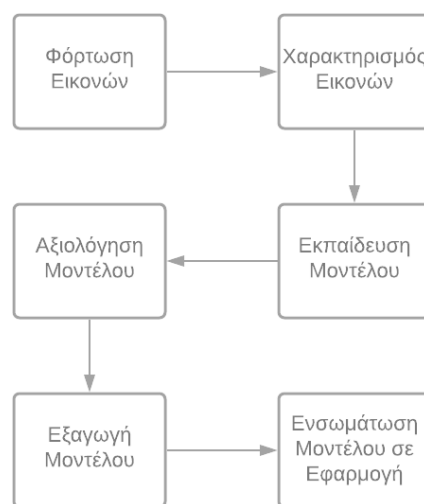 Φόρτωση
Εικονών
Χαρακτηρισμός
Εικονών
Εκπαίδευση
Μοντέλου
Αξιολόγηση
Μοντέλου
Εξαγωγή
Μοντέλου
Ενσωμάτωση
Μοντέλου σε
Εφαρμογή